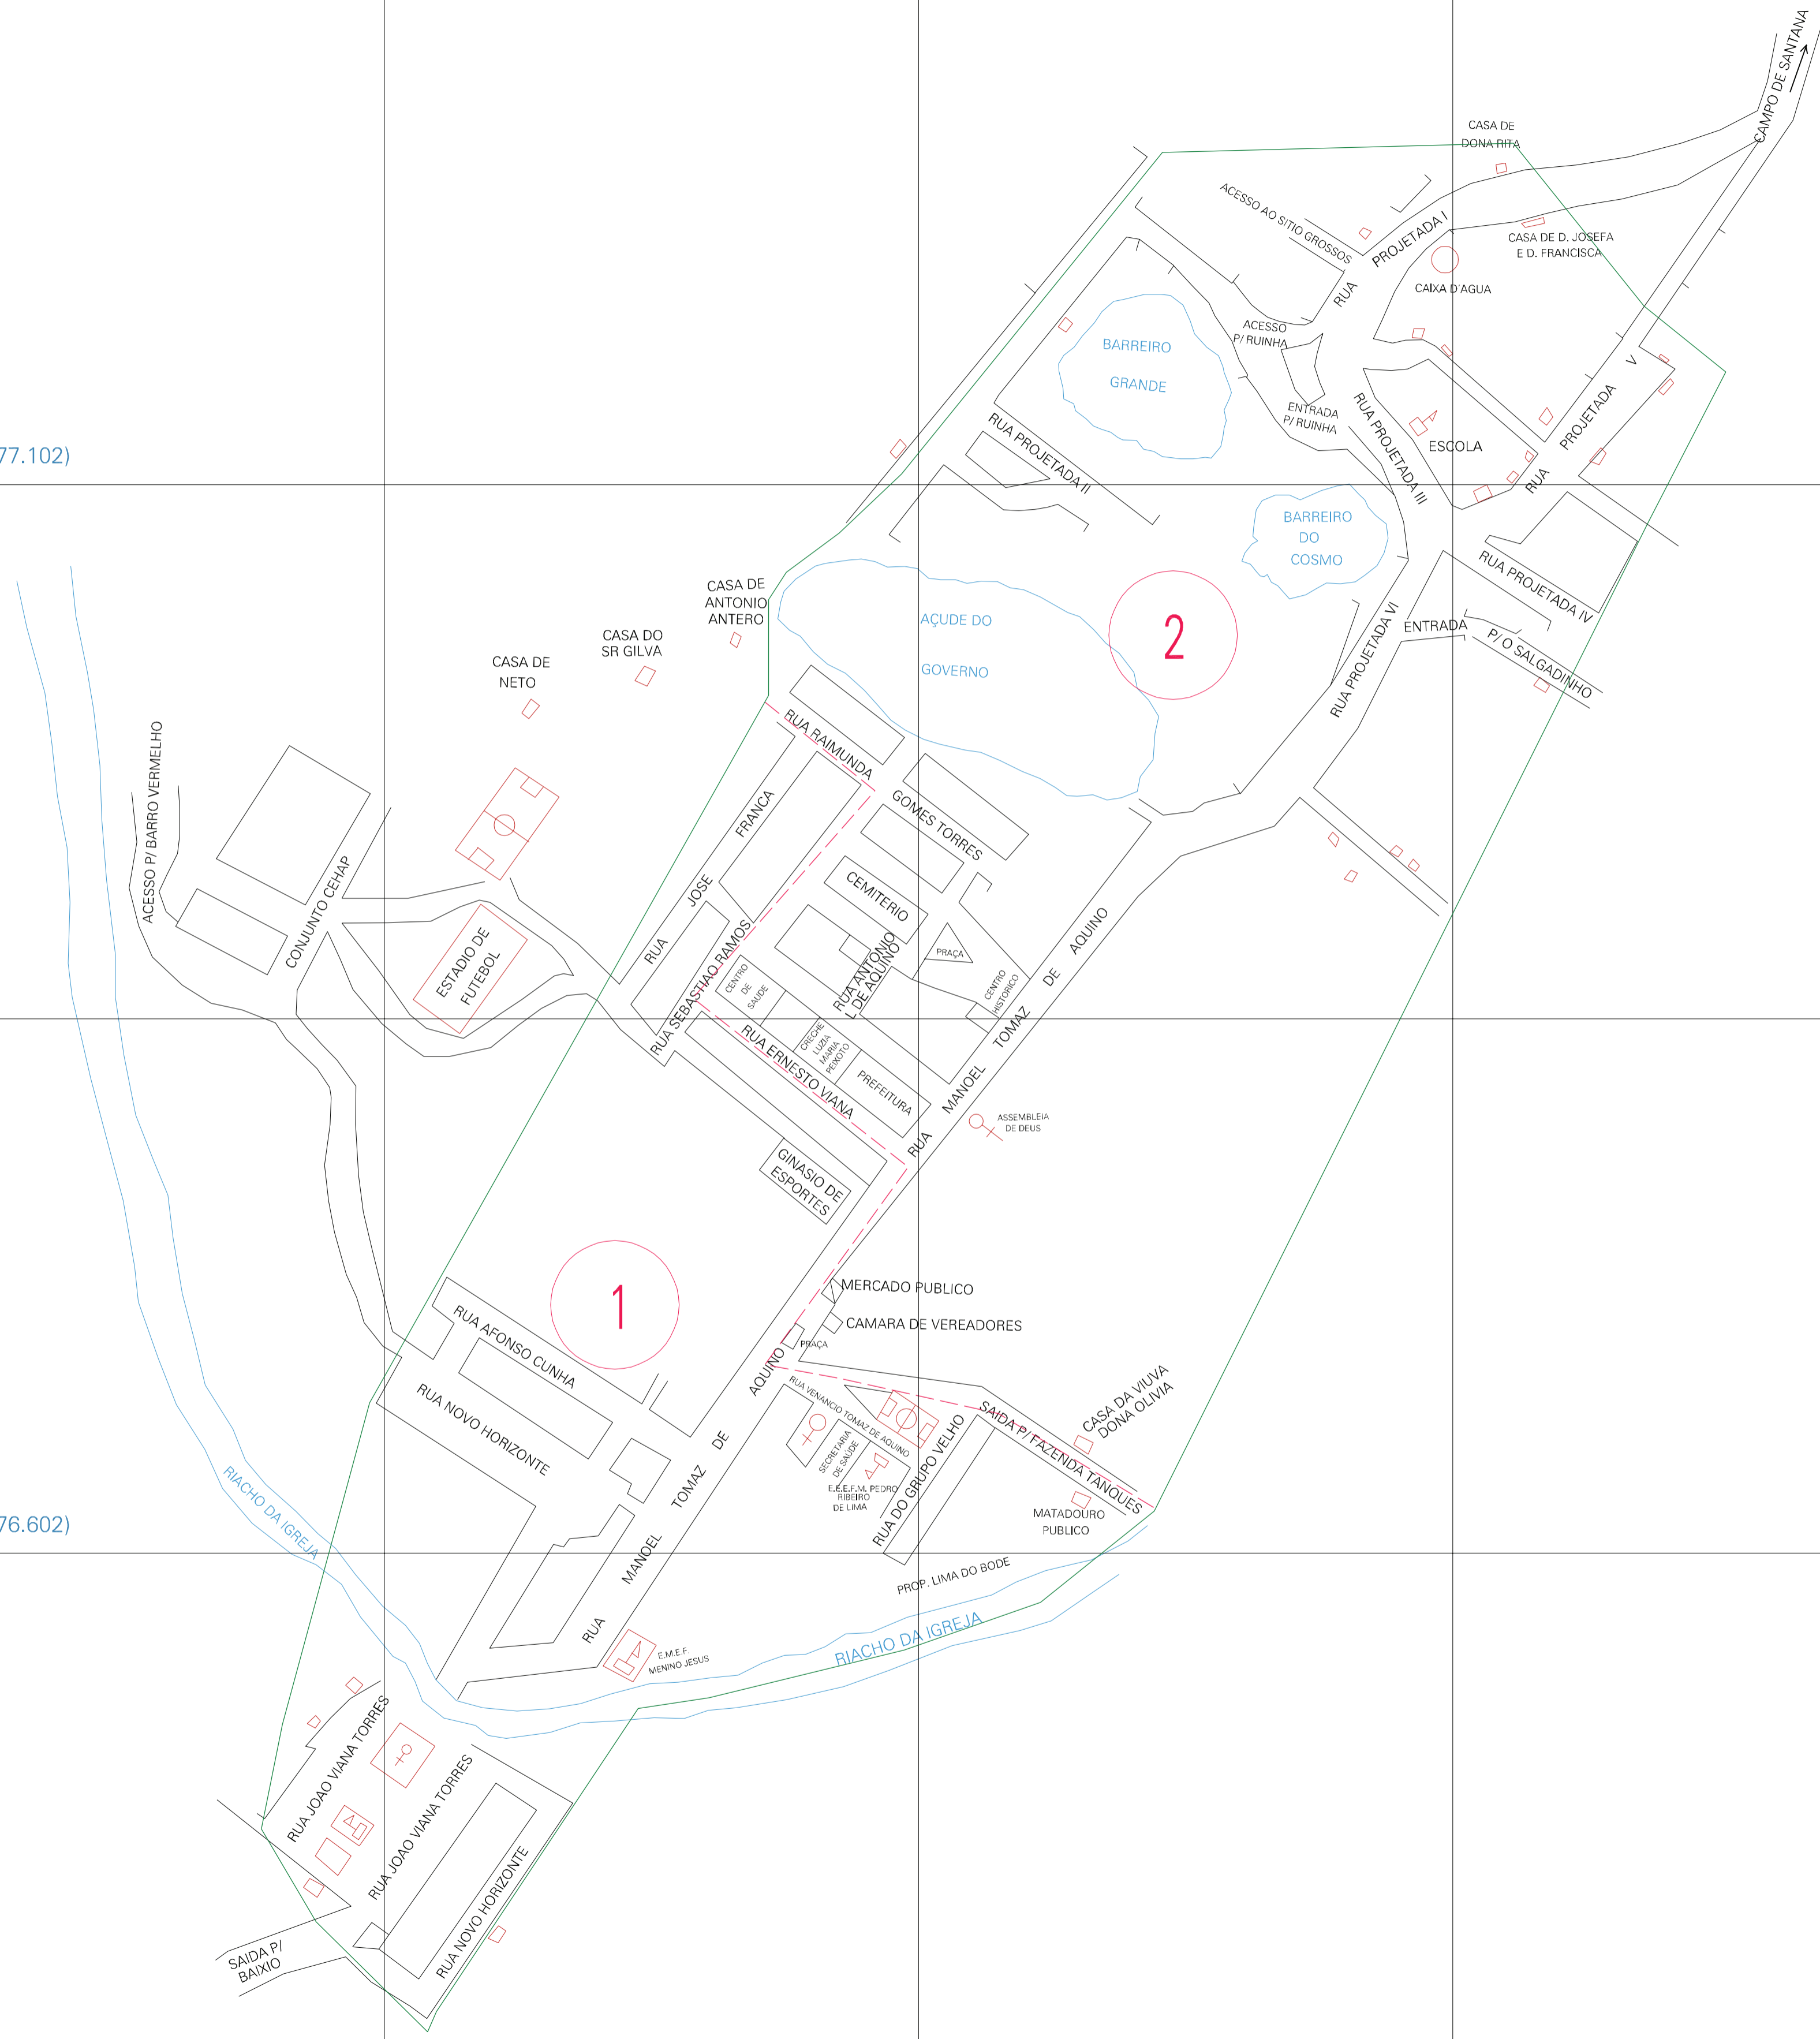 CAMPO DE SANTANA
CASA DE
DONA RITA
ACESSO AO SITIO GROSSOS
RUA PROJETADA I
CASA DE D. JOSEFA
E D. FRANCISCA
CAIXA D'AGUA
ACESSO
P/ RUINHA
BARREIRO
GRANDE
ENTRADA
P/ RUINHA
RUA PROJETADA III
ESCOLA
RUA PROJETADA V
RUA PROJETADA II
77.102)
BARREIRO
DO
COSMO
RUA PROJETADA IV
ENTRADA P/ O SALGADINHO
RUA PROJETADA VI
2
AÇUDE DO
GOVERNO
CASA DE
ANTONIO
ANTERO
CASA DO
SR GILVA
CASA DE
NETO
ACESSO P/ BARRO VERMELHO
CONJUNTO CEHAP
ESTADIO DE
FUTEBOL
RUA RAIMUNDA GOMES TORRES
RUA JOSE FRANCA
CEMITERIO
RUA SEBASTIAO RAMOS
CENTRO
DE
SAUDE
RUA ANTONIO
L DE AQUINO
PRAÇA
CENTRO
HISTORICO
RUA MANOEL TOMAZ DE AQUINO
RUA ERNESTO VIANA
CRECHE
LUZIA
MARIA
PEIXOTO
PREFEITURA
ASSEMBLEIA
DE DEUS
GINASIO DE
ESPORTES
1
MERCADO PUBLICO
CAMARA DE VEREADORES
PRAÇA
RUA AFONSO CUNHA
RUA NOVO HORIZONTE
RUA MANOEL TOMAZ DE AQUINO
RUA VENANCIO TOMAZ DE AQUINO
SECRETARIA
DE SAÚDE
E.E.E.F.M. PEDRO
RIBEIRO
DE LIMA
RUA DO GRUPO VELHO
SAIDA P/ FAZENDA TANQUES
CASA DA VIUVA
DONA OLIVIA
MATADOURO
PUBLICO
76.602)
PROP. LIMA DO BODE
RIACHO DA IGREJA
RIACHO DA IGREJA
E.M.E.F.
MENINO JESUS
RUA JOAO VIANA TORRES
RUA JOAO VIANA TORRES
RUA NOVO HORIZONTE
SAIDA P/
BAIXIO